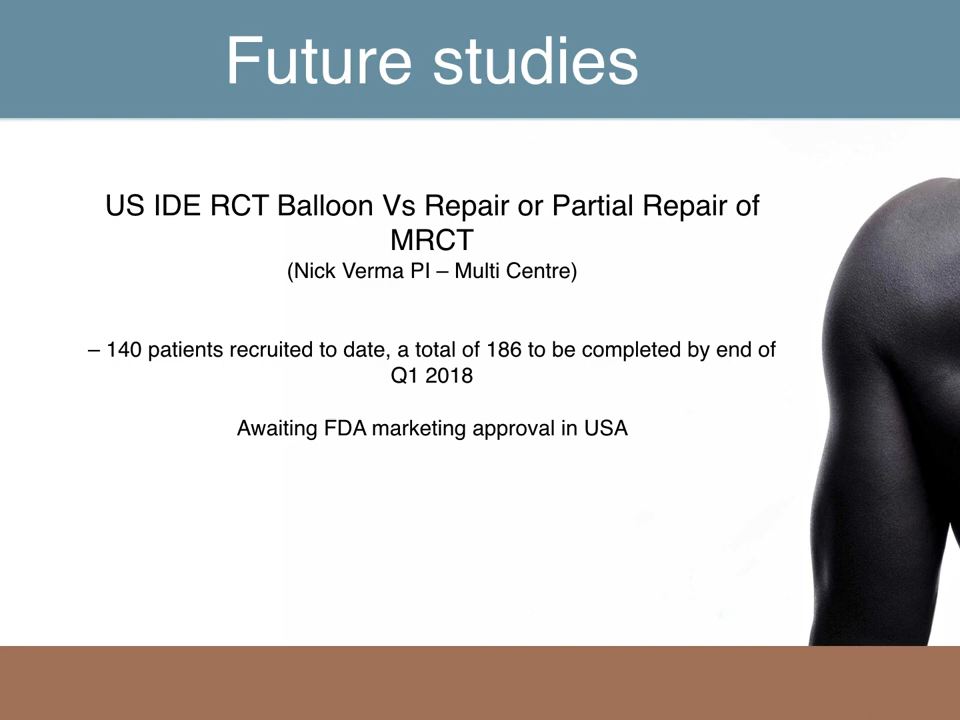 Future studies
US IDE RCT Balloon Vs Repair or Partial Repair of
MRCT
(Nick Verma PI – Multi Centre)
– 140 patients recruited to date, a total of 186 to be completed by end of
Q1 2018
Awaiting FDA marketing approval in USA